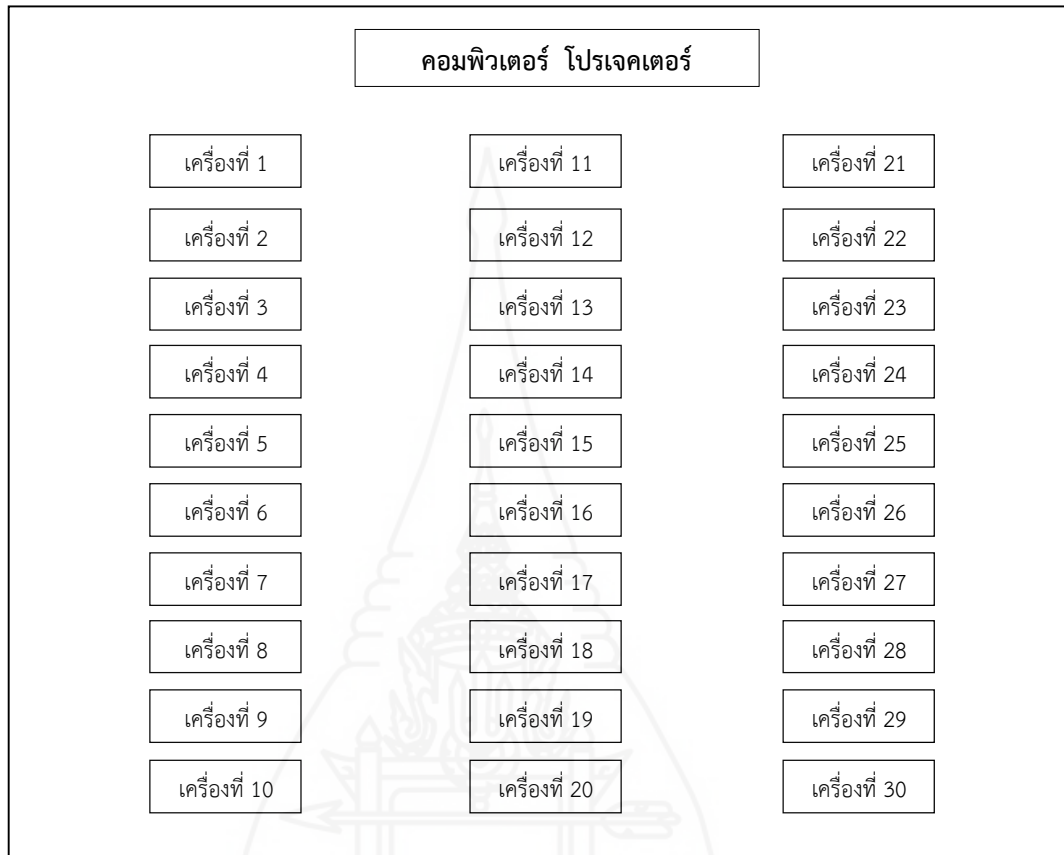 คอมพิวเตอร์ โปรเจคเตอร์
เครื่องที่ 1 เครื่องที่ 11 เครื่องที่ 21
เครื่องที่ 2 เครื่องที่ 12 เครื่องที่ 22
เครื่องที่ 3 เครื่องที่ 13 เครื่องที่ 23
เครื่องที่ 4 เครื่องที่ 14 เครื่องที่ 24
เครื่องที่ 5 เครื่องที่ 15 เครื่องที่ 25
เครื่องที่ 6 เครื่องที่ 16 เครื่องที่ 26
เครื่องที่ 7 เครื่องที่ 17 เครื่องที่ 27
เครื่องที่ 8 เครื่องที่ 18 เครื่องที่ 28
เครื่องที่ 9 เครื่องที่ 19 เครื่องที่ 29
เครื่องที่ 10 เครื่องที่ 20 เครื่องที่ 30